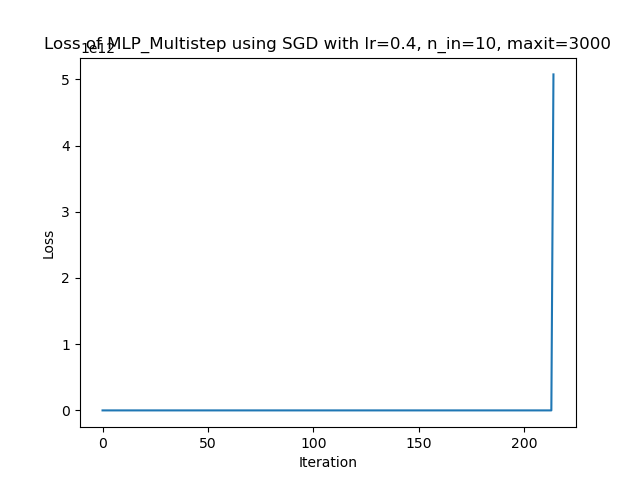 Loss of MLP_Multistep using SGD with lr=0.4, n_in=10, maxit=3000
1e12
5
4
3
2
1
0
Loss
0 50 100 150 200
Iteration